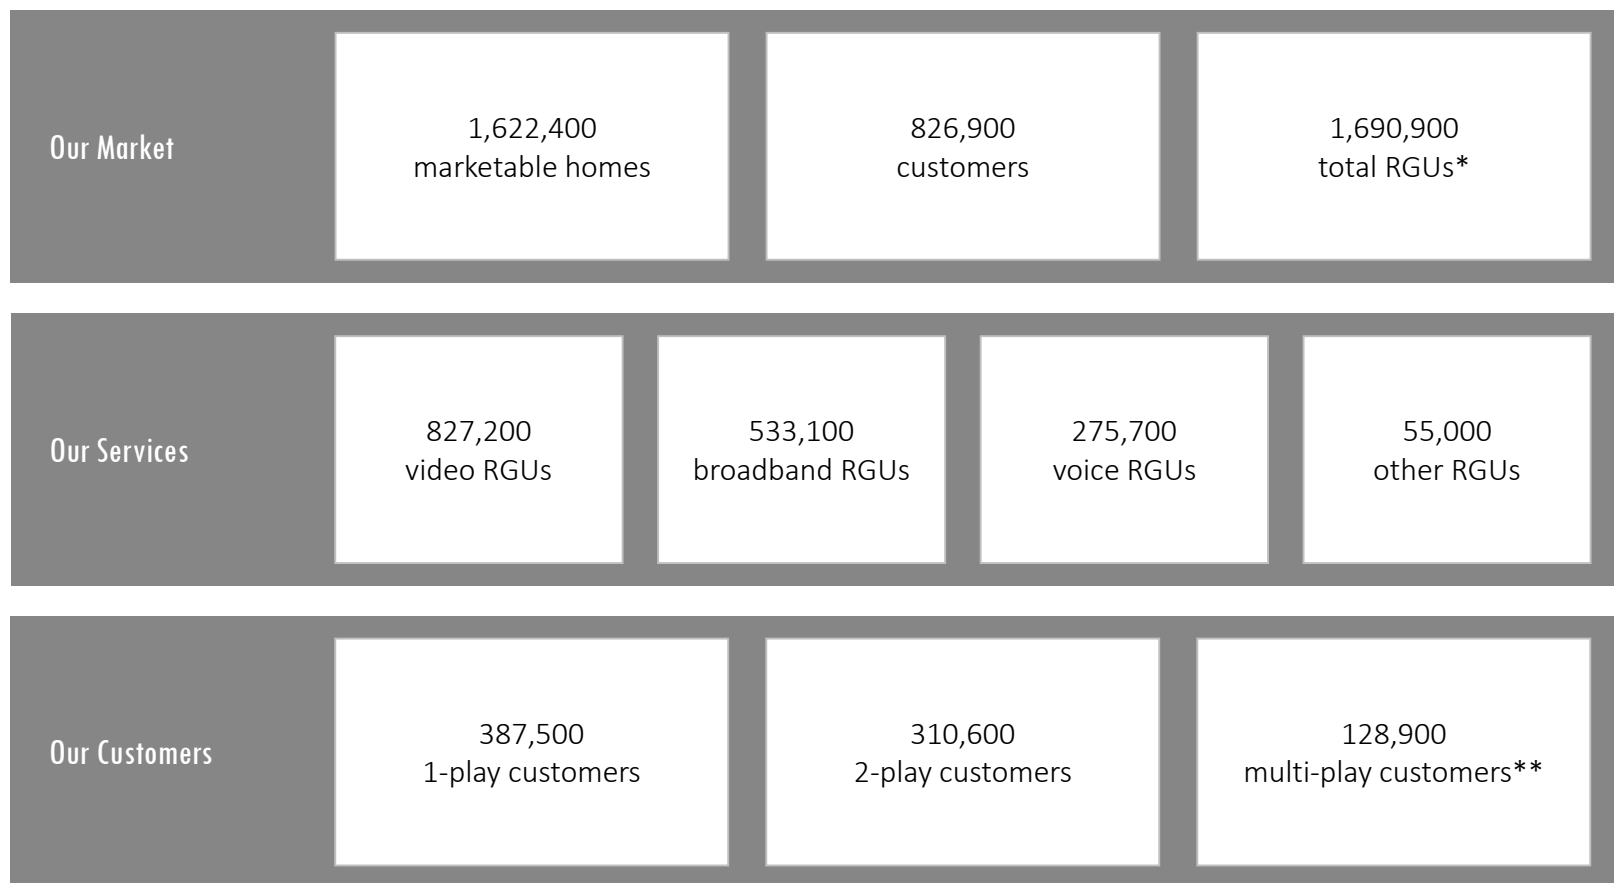 Our Market
1,622,400
marketable homes
826,900
customers
1,690,900
total RGUs*
Our Services
827,200
video RGUs
533,100
broadband RGUs
275,700
voice RGUs
55,000
other RGUs
Our Customers
387,500
1-play customers
310,600
2-play customers
128,900
multi-play customers**